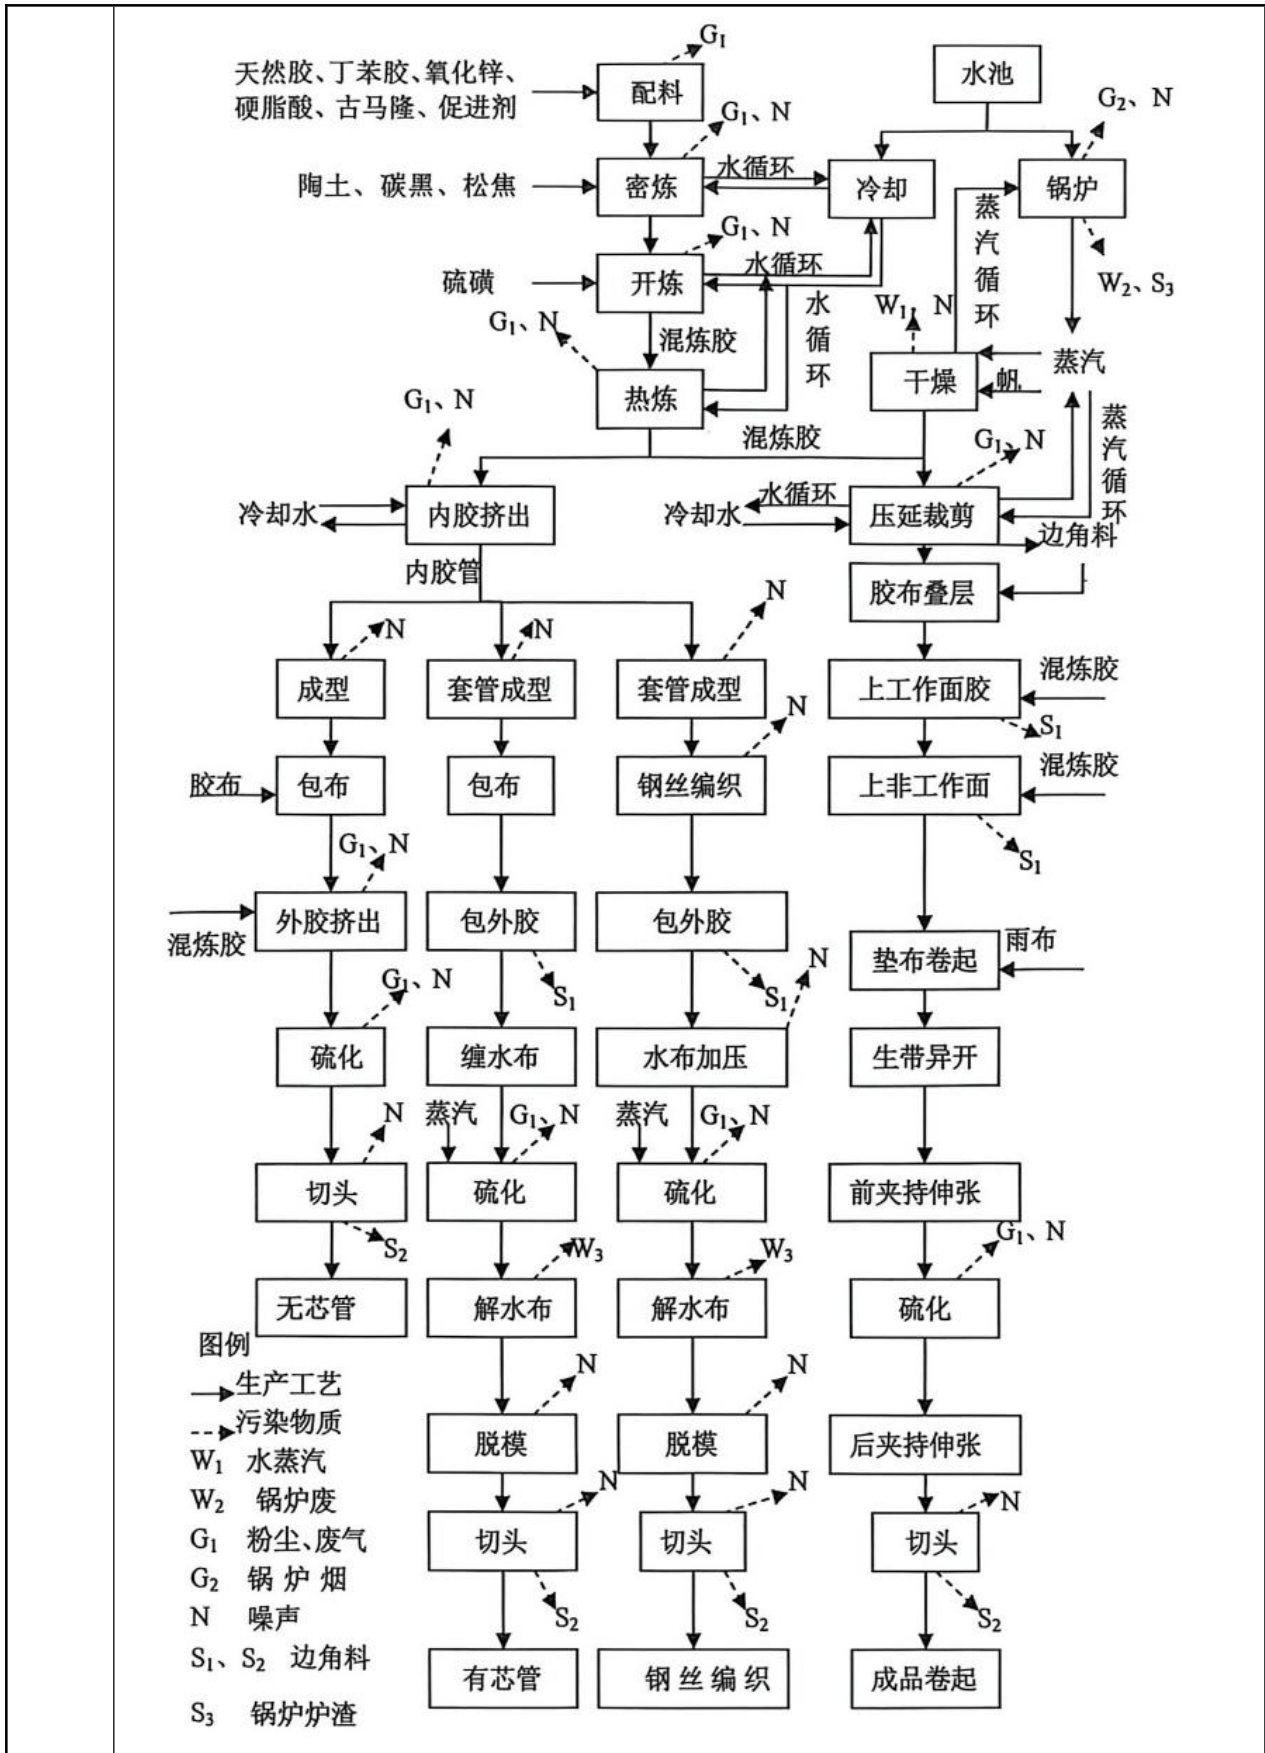 G1
天然胶、丁苯胶、氧化锌、
硬脂酸、古马隆、促进剂
配料
水池
G2、N
G1、N
陶土、碳黑、松焦
密炼
水循环
冷却
锅炉
蒸汽循环
G1、N
硫磺
开炼
水循环
W2、S3
水循环
W1、N
G1、N
混炼胶
蒸汽
干燥
帆
热炼
G1、N
混炼胶
蒸汽循环
G1、N
冷却水
内胶挤出
冷却水
水循环
压延裁剪
边角料
内胶管
胶布叠层
N
N
N
成型
套管成型
套管成型
上工作面胶
混炼胶
S1
N
胶布
包布
包布
钢丝编织
上非工作面
混炼胶
S1
G1、N
混炼胶
外胶挤出
包外胶
包外胶
垫布卷起
雨布
G1、N
S1
S1
N
硫化
缠水布
水布加压
生带异开
N
蒸汽
G1、N
蒸汽
G1、N
切头
硫化
硫化
前夹持伸张
S2
W3
W3
G1、N
无芯管
解水布
解水布
硫化
N
N
脱模
脱模
后夹持伸张
N
N
N
切头
切头
切头
S2
S2
S2
有芯管
钢丝编织
成品卷起
图例
生产工艺
污染物质
W1 水蒸汽
W2 锅炉废
G1 粉尘、废气
G2 锅炉烟
N 噪声
S1、S2 边角料
S3 锅炉炉渣